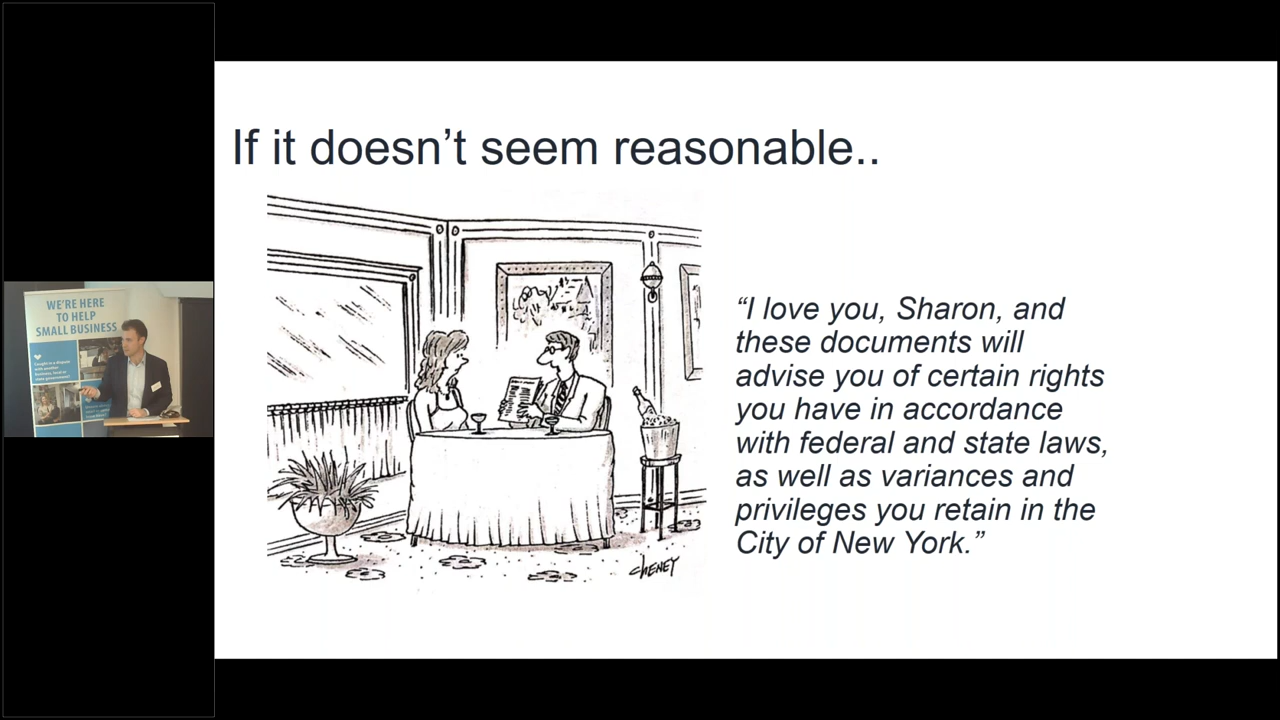 If it doesn’t seem reasonable..
“I love you, Sharon, and
these documents will
advise you of certain rights
you have in accordance
with federal and state laws,
as well as variances and
privileges you retain in the
City of New York.”
CHENEY
WE'RE HERE
TO HELP
SMALL BUSINESS